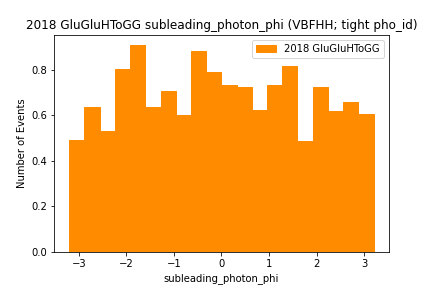 2018 GluGluHToGG subleading_photon_phi (VBFHH; tight pho_id)
2018 GluGluHToGG
Number of Events
0.8
0.6
0.4
0.2
0.0
−3 −2 −1 0 1 2 3
subleading_photon_phi